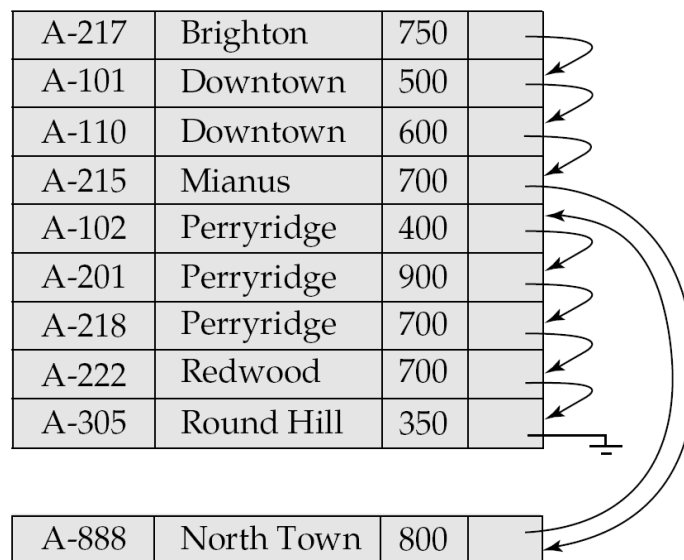 A-217 Brighton 750
A-101 Downtown 500
A-110 Downtown 600
A-215 Mianus 700
A-102 Perryridge 400
A-201 Perryridge 900
A-218 Perryridge 700
A-222 Redwood 700
A-305 Round Hill 350
A-888 North Town 800